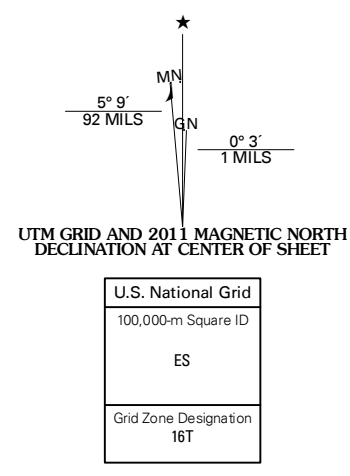 ★
MN
5° 9´
92 MILS
GN
0° 3´
1 MILS
UTM GRID AND 2011 MAGNETIC NORTH
DECLINATION AT CENTER OF SHEET
U.S. National Grid
100,000-m Square ID
ES
Grid Zone Designation
16T